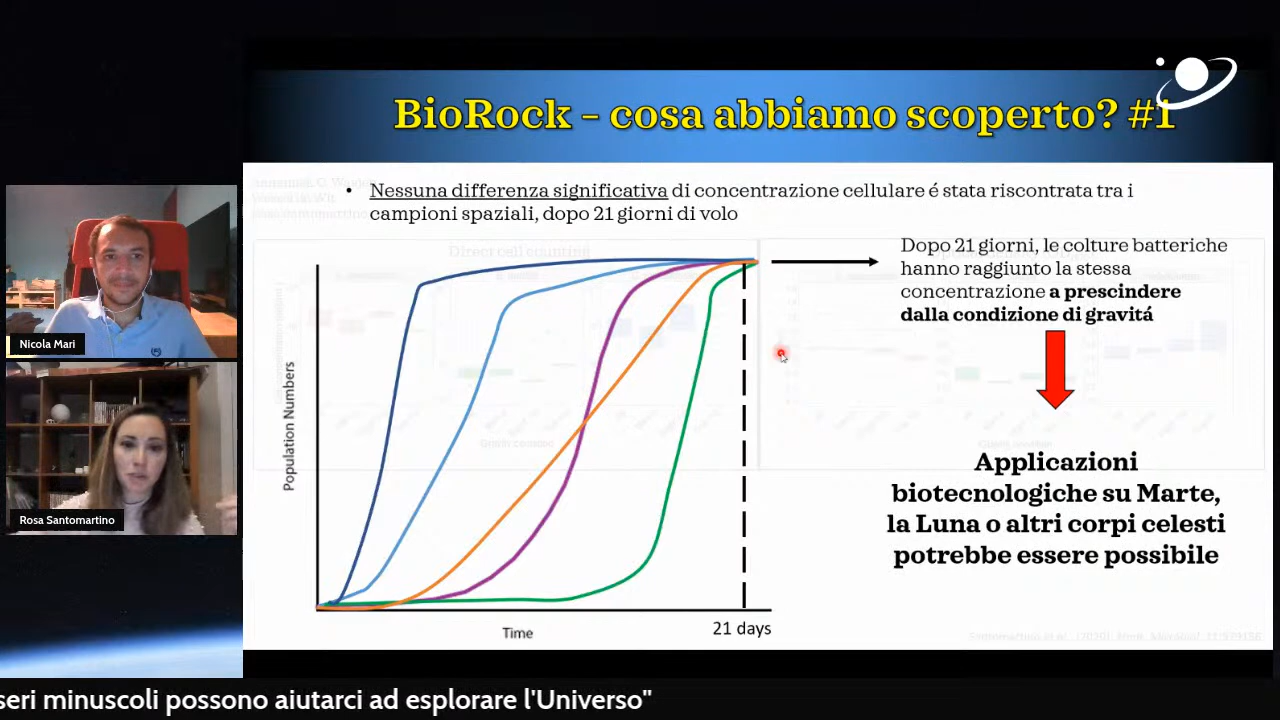 BioRock – cosa abbiamo scoperto? #1
• Nessuna differenza significativa di concentrazione cellulare é stata riscontrata tra i
campioni spaziali, dopo 21 giorni di volo
Direct cell counting
Dopo 21 giorni, le colture batteriche
hanno raggiunto la stessa
concentrazione a prescindere
dalla condizione di gravitá
Applicazioni
biotecnologiche su Marte,
la Luna o altri corpi celesti
potrebbe essere possibile
Population Numbers
Time
21 days
Nicola Mari
Rosa Santomartino
seri minuscoli possono aiutarci ad esplorare l'Universo"